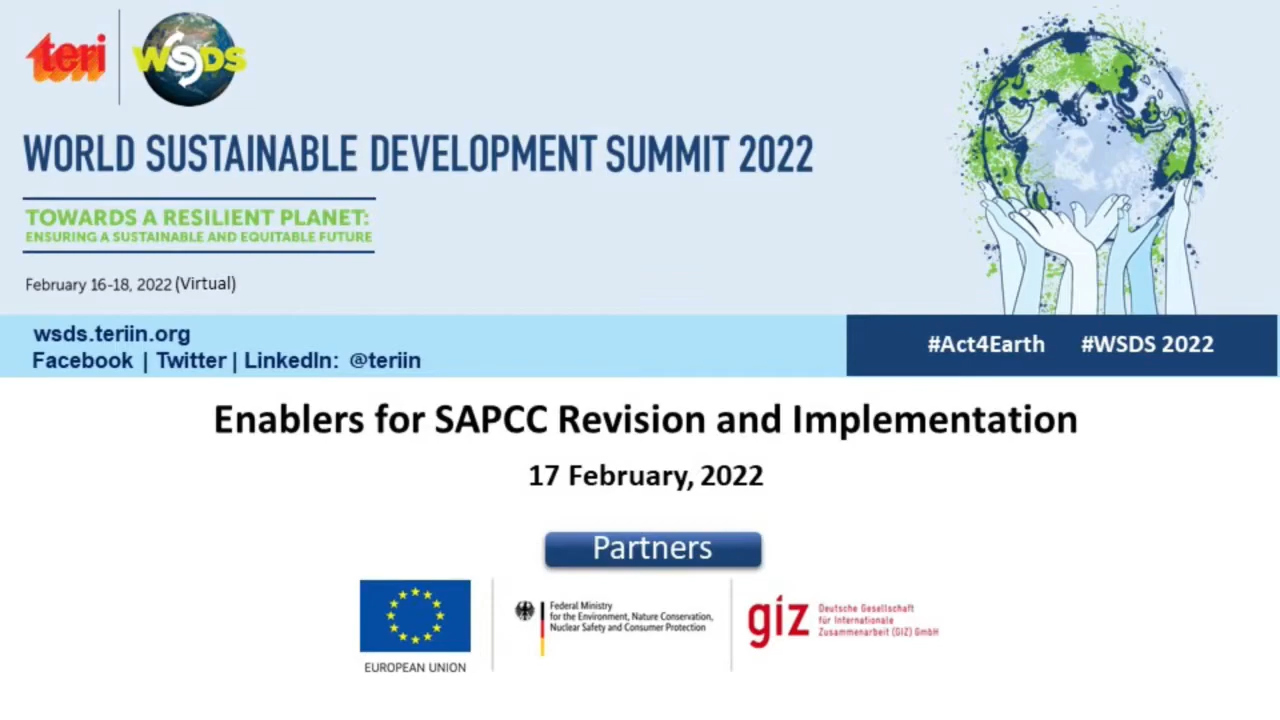 teri
WSDS
WORLD SUSTAINABLE DEVELOPMENT SUMMIT 2022
TOWARDS A RESILIENT PLANET:
ENSURING A SUSTAINABLE AND EQUITABLE FUTURE
February 16-18, 2022 (Virtual)
wsds.teriin.org
Facebook | Twitter | LinkedIn: @teriin
#Act4Earth #WSDS 2022
Enablers for SAPCC Revision and Implementation
17 February, 2022
Partners
EUROPEAN UNION
Federal Ministry
for the Environment, Nature Conservation,
Nuclear Safety and Consumer Protection
giz
Deutsche Gesellschaft
für Internationale
Zusammenarbeit (GIZ) GmbH